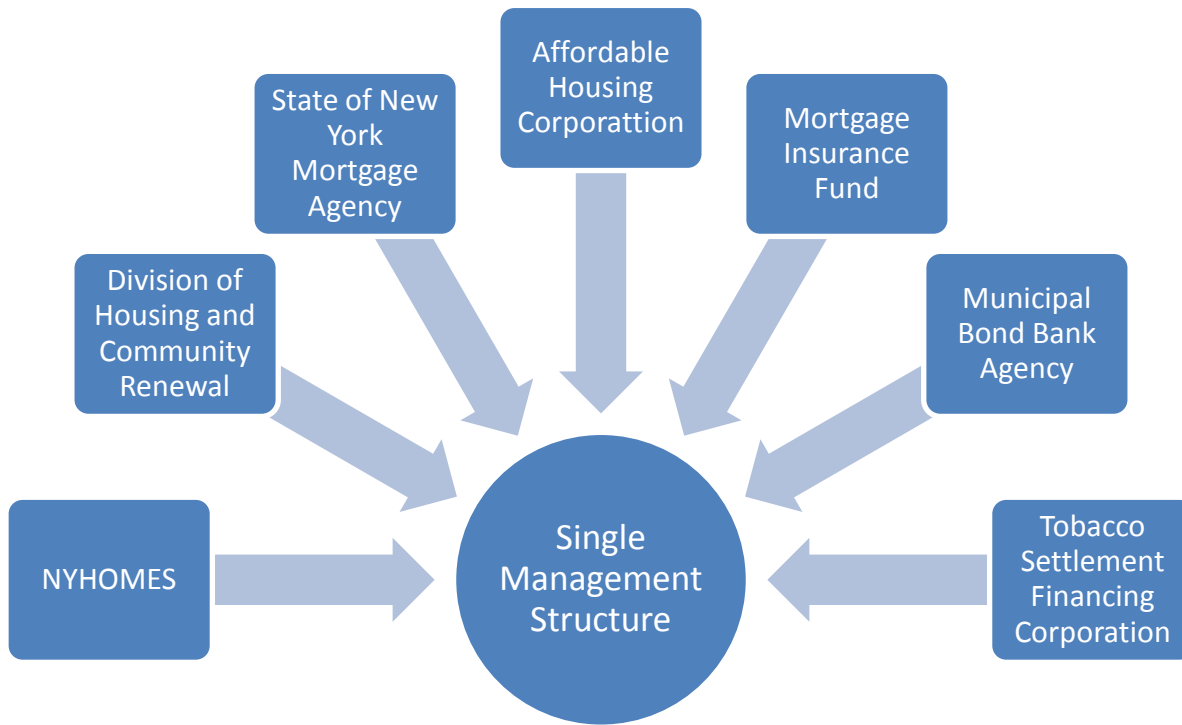 Affordable
Housing
Corporattion
State of New
York
Mortgage
Agency
Mortgage
Insurance
Fund
Division of
Housing and
Community
Renewal
Municipal
Bond Bank
Agency
NYHOMES
Single
Management
Structure
Tobacco
Settlement
Financing
Corporation